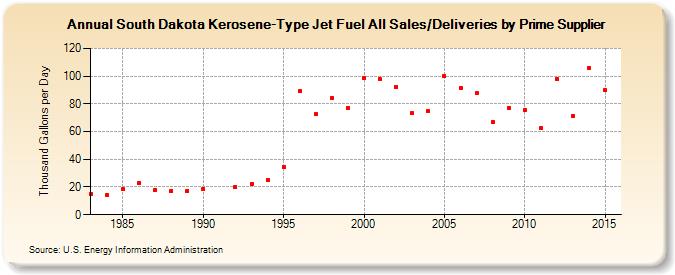 Annual South Dakota Kerosene-Type Jet Fuel All Sales/Deliveries by Prime Supplier
Thousand Gallons per Day
120
100
80
60
40
20
0
1985 1990 1995 2000 2005 2010 2015
Source: U.S. Energy Information Administration